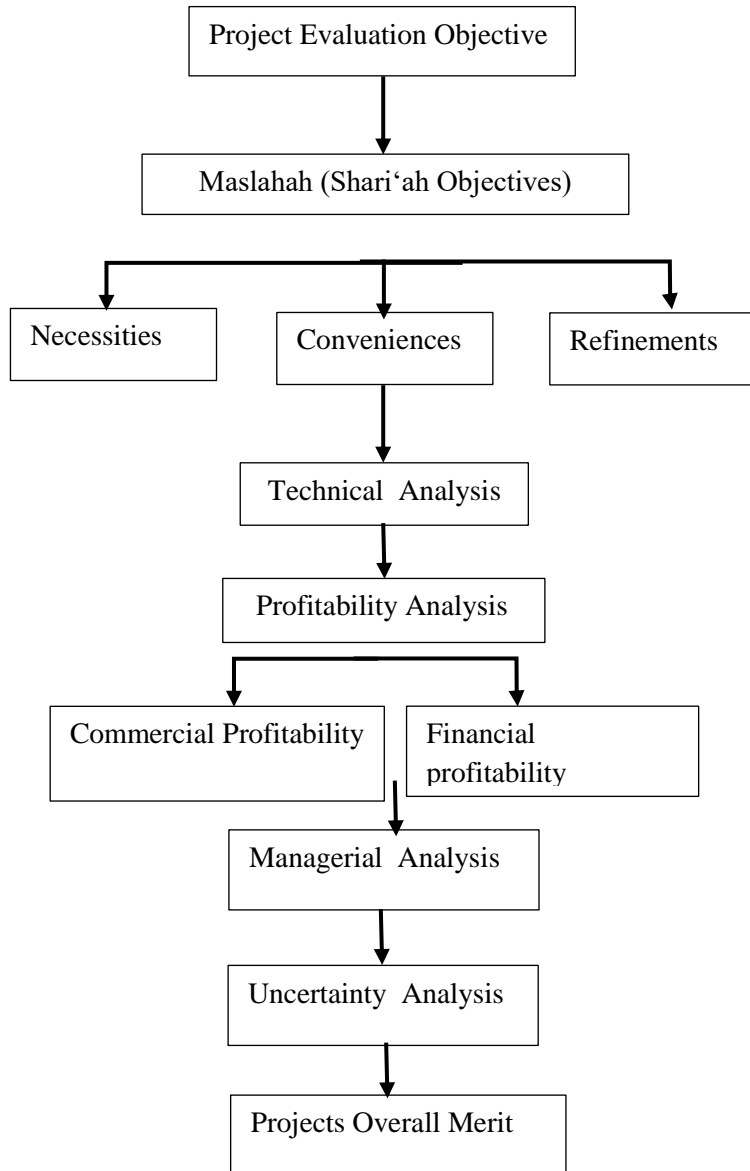 Project Evaluation Objective
Maslahah (Shari‘ah Objectives)
Necessities
Conveniences
Refinements
Technical Analysis
Profitability Analysis
Commercial Profitability
Financial
profitability
Managerial Analysis
Uncertainty Analysis
Projects Overall Merit